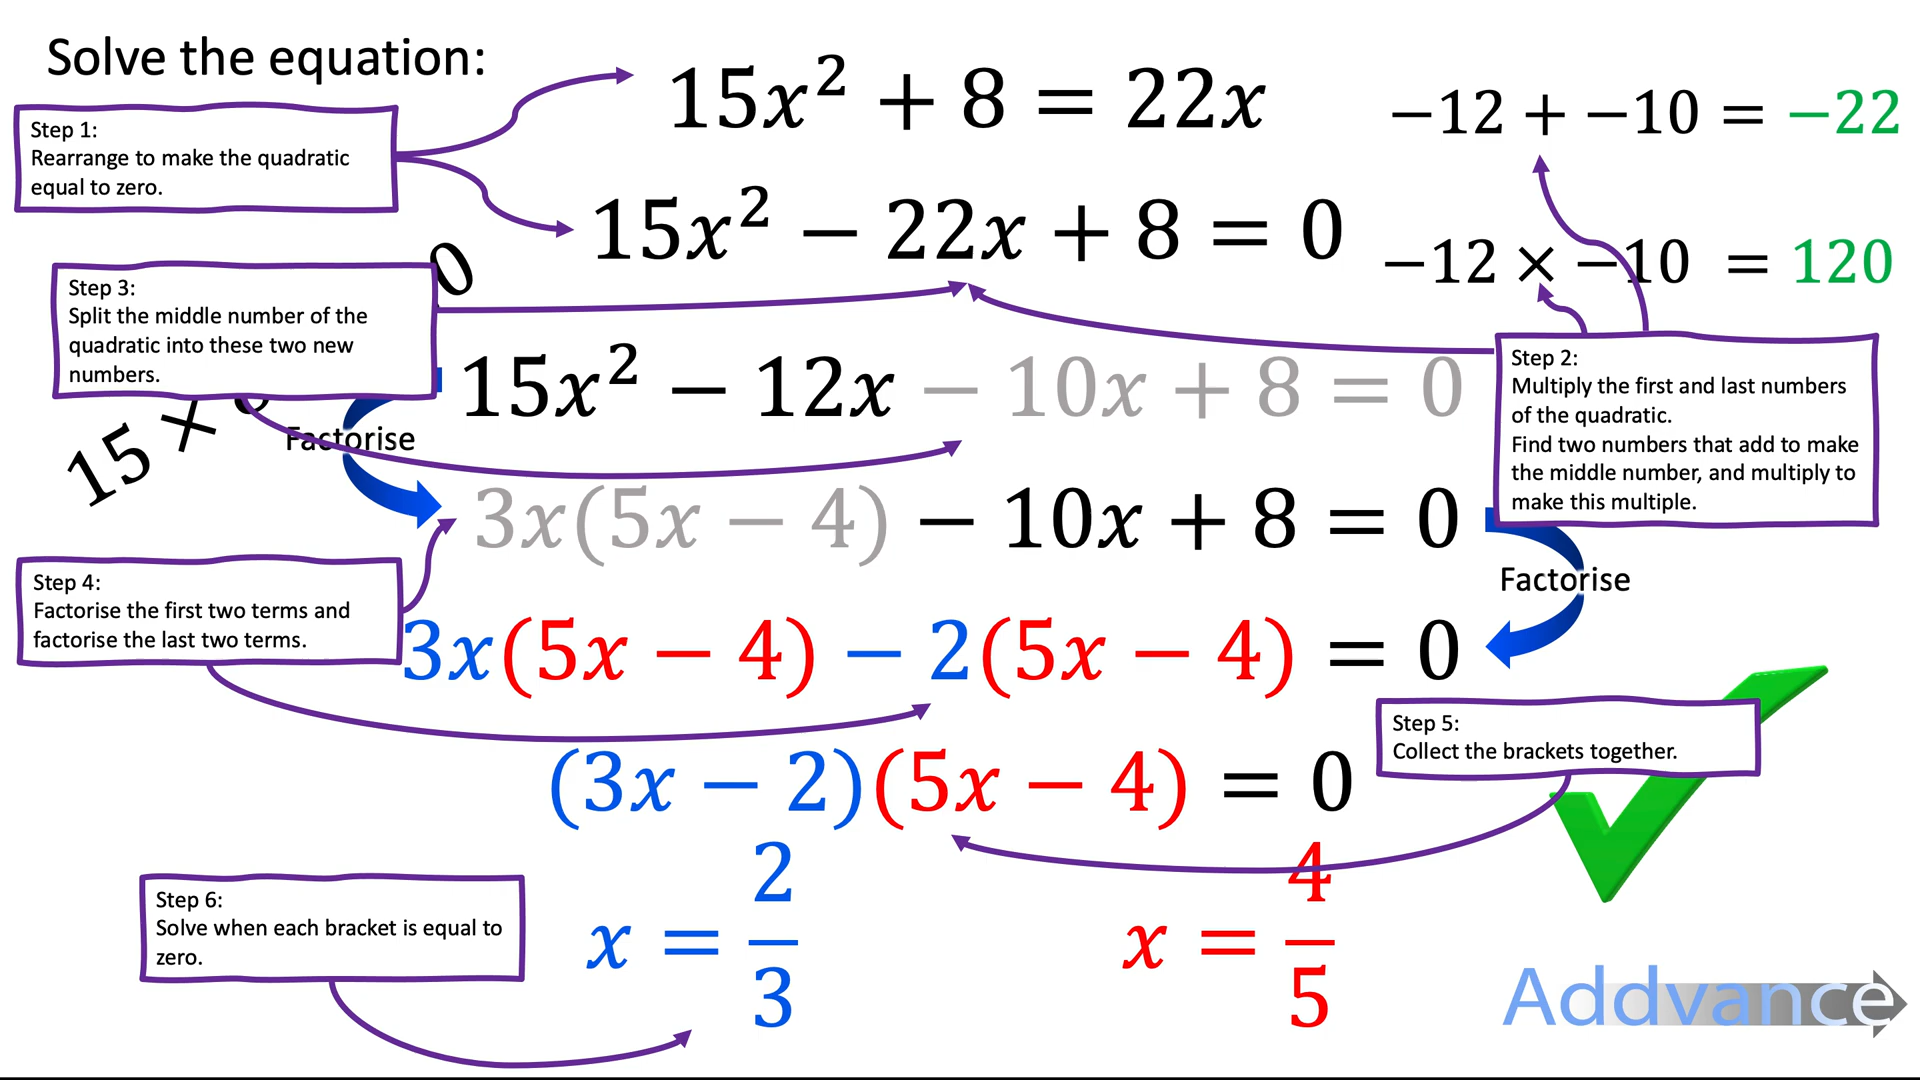 Solve the equation:
15x² + 8 = 22x
−12 + −10 = −22
Step 1:
Rearrange to make the quadratic
equal to zero.
15x² − 22x + 8 = 0
−12 × −10 = 120
Step 3:
Split the middle number of the
quadratic into these two new
numbers.
15 ×
0
15x² − 12x − 10x + 8 = 0
Step 2:
Multiply the first and last numbers
of the quadratic.
Find two numbers that add to make
the middle number, and multiply to
make this multiple.
Factorise
3x(5x − 4) − 10x + 8 = 0
Factorise
Step 4:
Factorise the first two terms and
factorise the last two terms.
3x(5x − 4) − 2(5x − 4) = 0
Step 5:
Collect the brackets together.
(3x − 2)(5x − 4) = 0
Step 6:
Solve when each bracket is equal to
zero.
x = 2/3
x = 4/5
Addvance